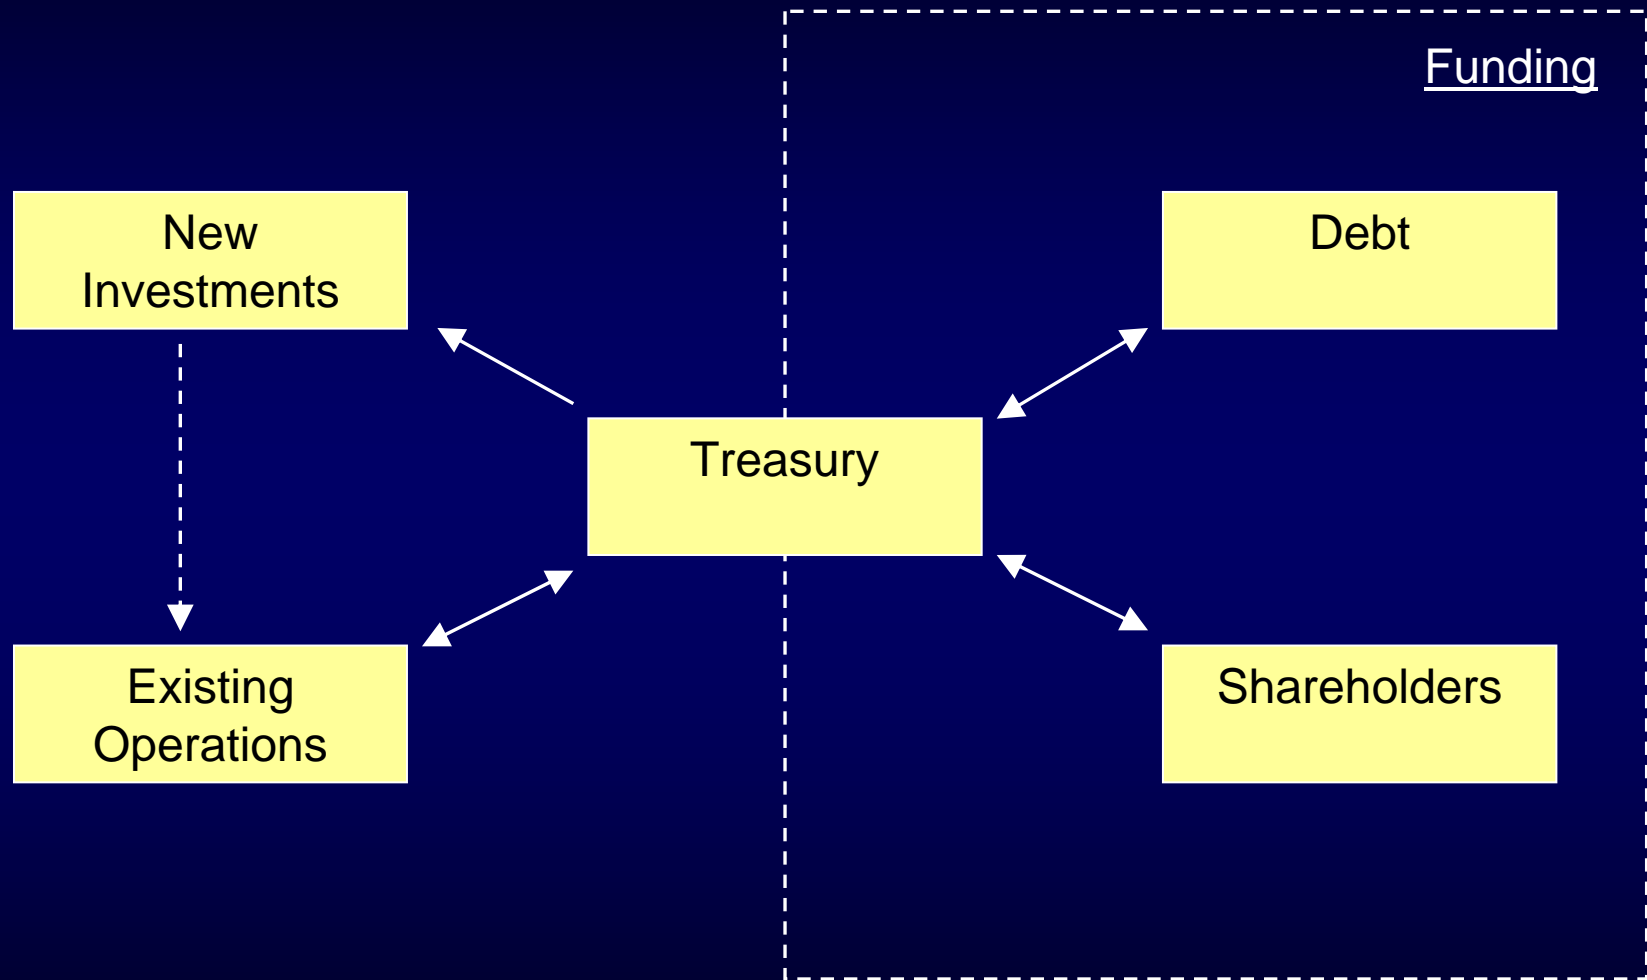 Funding
New
Investments
Debt
Treasury
Existing
Operations
Shareholders